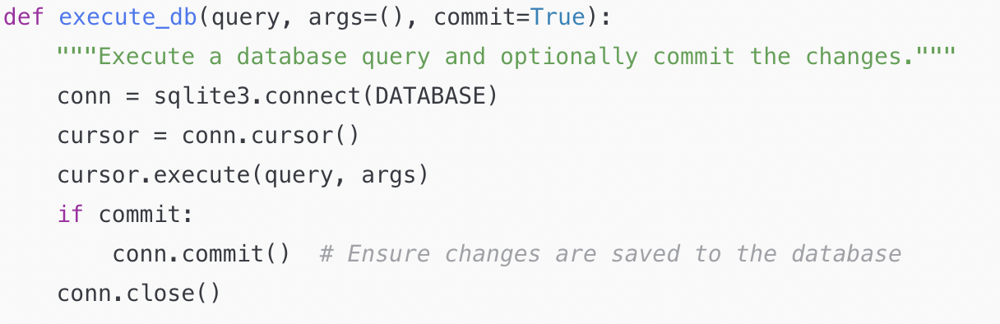 def execute_db(query, args=(), commit=True):
    """Execute a database query and optionally commit the changes."""
    conn = sqlite3.connect(DATABASE)
    cursor = conn.cursor()
    cursor.execute(query, args)
    if commit:
        conn.commit()  # Ensure changes are saved to the database
    conn.close()